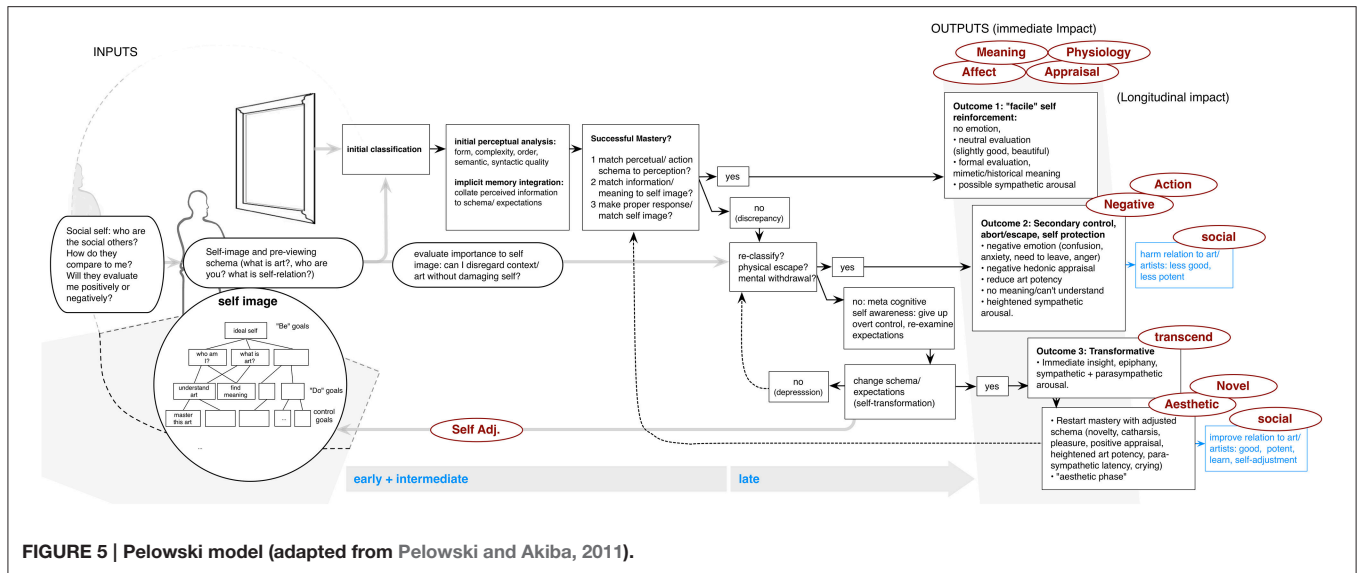 INPUTS
OUTPUTS (immediate Impact)
Meaning
Physiology
Affect
Appraisal
(Longitudinal impact)
initial classification
initial perceptual analysis:
form, complexity, order,
semantic, syntactic quality
implicit memory integration:
collate perceived information
to schema/ expectations
Successful Mastery?
1 match percetual/ action
schema to perception?
2 match information/
meaning to self image?
3 make proper response/
match self image?
yes
no
(discrepancy)
Outcome 1: "facile" self
reinforcement:
no emotion,
• neutral evaluation
(slightly good, beautiful)
• formal evaluation,
mimetic/historical meaning
• possible sympathetic arousal
Action
Negative
Social self: who are
the social others?
How do they
compare to me?
Will they evaluate
me positively or
negatively?
Self-image and pre-viewing
schema (what is art?, who are
you? what is self-relation?)
evaluate importance to self
image: can I disregard context/
art without damaging self?
re-classify?
physical escape?
mental withdrawal?
yes
Outcome 2: Secondary control,
abort/escape, self protection
• negative emotion (confusion,
anxiety, need to leave, anger)
• negative hedonic appraisal
• reduce art potency
• no meaning/can't understand
• heightened sympathetic
arousal.
social
harm relation to art/
artists: less good,
less potent
no: meta cognitive
self awareness: give up
overt control, re-examine
expectations
self image
ideal self
"Be" goals
who am
I?
what is
art?
understand
art
find
meaning
"Do" goals
master
this art
...
control
goals
...
no
(depresssion)
change schema/
expectations
(self-transformation)
yes
transcend
Outcome 3: Transformative
• Immediate insight, epiphany,
sympathetic + parasympathetic
arousal.
Novel
Aesthetic
social
• Restart mastery with adjusted
schema (novelty, catharsis,
pleasure, positive appraisal,
heightened art potency, para-
sympathetic latency, crying)
• "aesthetic phase"
improve relation to art/
artists: good, potent,
learn, self-adjustment
Self Adj.
early + intermediate
late
FIGURE 5 | Pelowski model (adapted from Pelowski and Akiba, 2011).